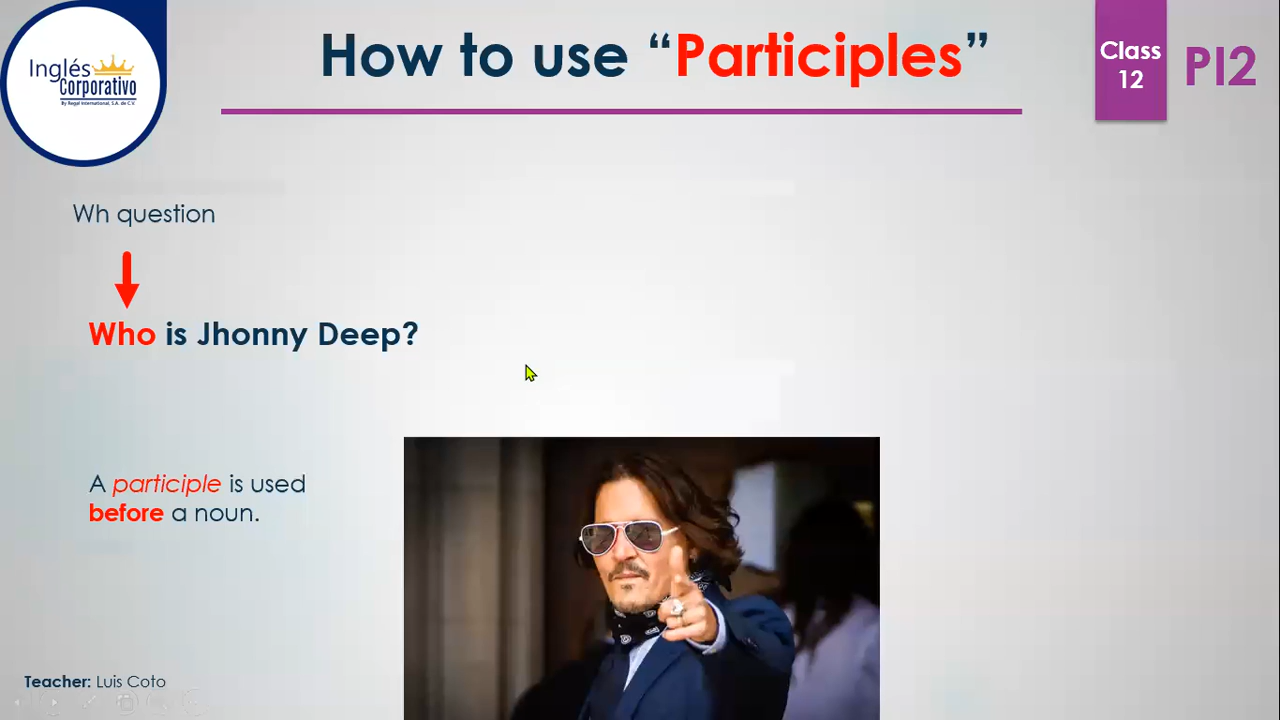 Inglés
Corporativo
By Regal International, S.A. de C.V.
How to use “Participles”
Class
12
PI2
Wh question
Who is Jhonny Deep?
A participle is used
before a noun.
Teacher: Luis Coto